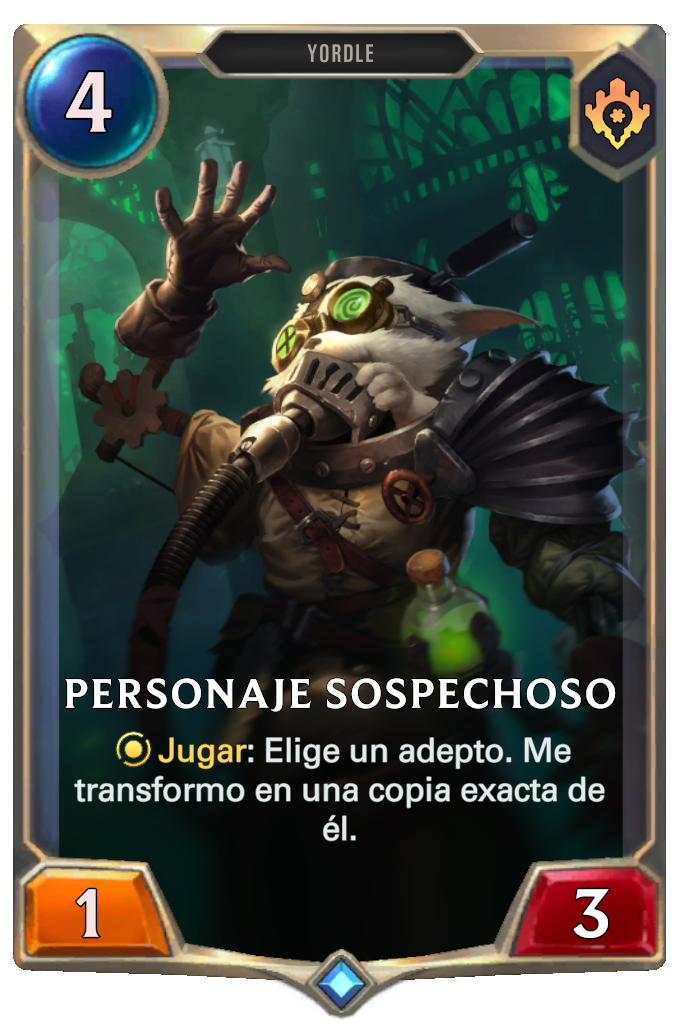 4
YORDLE
PERSONAJE SOSPECHOSO
Jugar: Elige un adepto. Me
transformo en una copia exacta de
él.
1
3